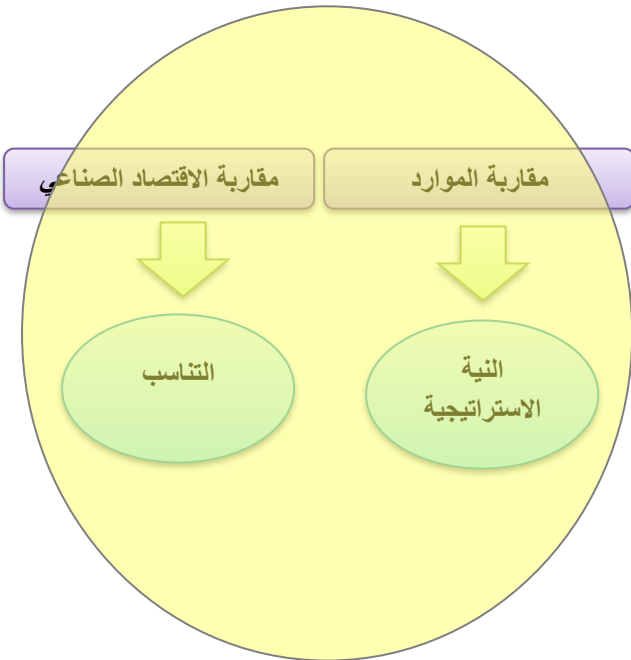 مقاربة الموارد
مقاربة الاقتصاد الصناعي
النية
الاستراتيجية
التناسب